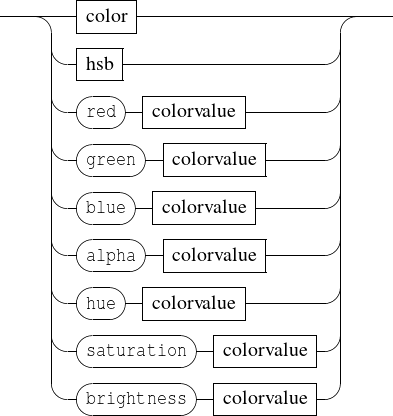 color
hsb
red colorvalue
green colorvalue
blue colorvalue
alpha colorvalue
hue colorvalue
saturation colorvalue
brightness colorvalue